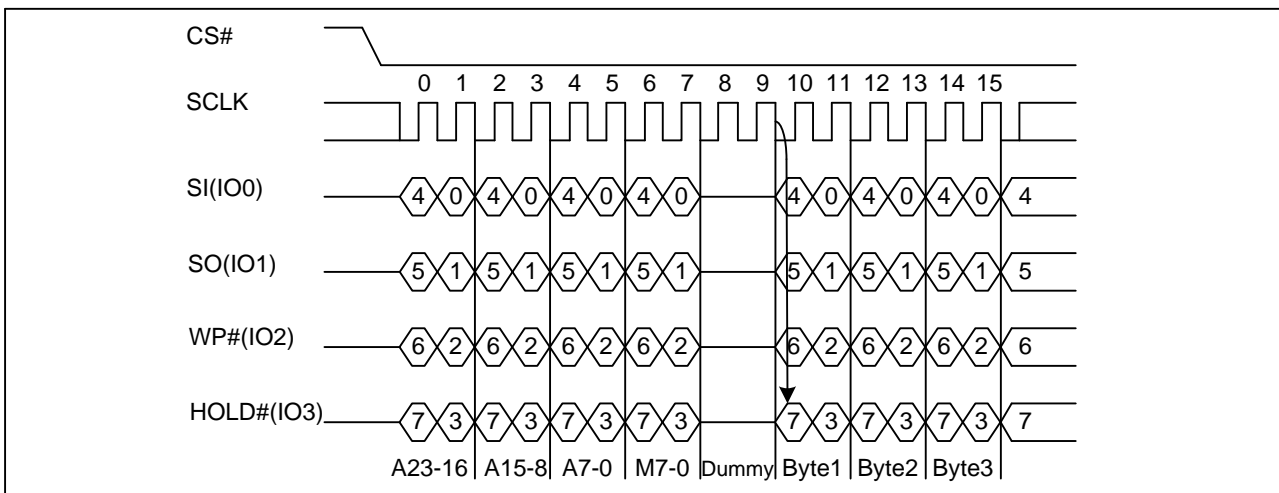 CS#
0 1 2 3 4 5 6 7 8 9 10 11 12 13 14 15
SCLK
SI(IO0) 4 0 4 0 4 0 4 0 4 0 4 0 4 0 4
SO(IO1) 5 1 5 1 5 1 5 1 5 1 5 1 5 1 5
WP#(IO2) 6 2 6 2 6 2 6 2 6 2 6 2 6 2 6
HOLD#(IO3) 7 3 7 3 7 3 7 3 7 3 7 3 7 3 7
A23-16 A15-8 A7-0 M7-0 Dummy Byte1 Byte2 Byte3